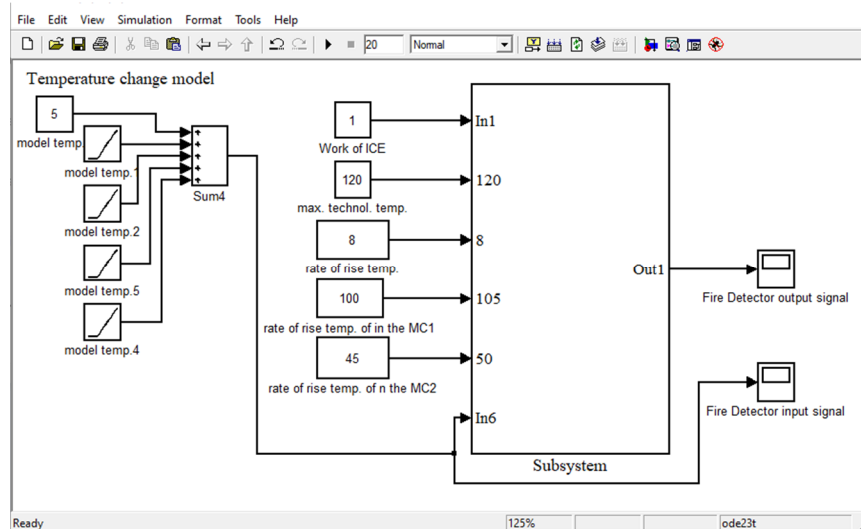 File Edit View Simulation Format Tools Help
20 Normal
Temperature change model
5
model temp.
model temp.1
model temp.2
model temp.5
model temp.4
Sum4
1
Work of ICE
120
max. technol. temp.
8
rate of rise temp.
100
rate of rise temp. of in the MC1
45
rate of rise temp. of n the MC2
In1
120
8
105
50
In6
Out1
Subsystem
Fire Detector output signal
Fire Detector input signal
Ready 125% ode23t